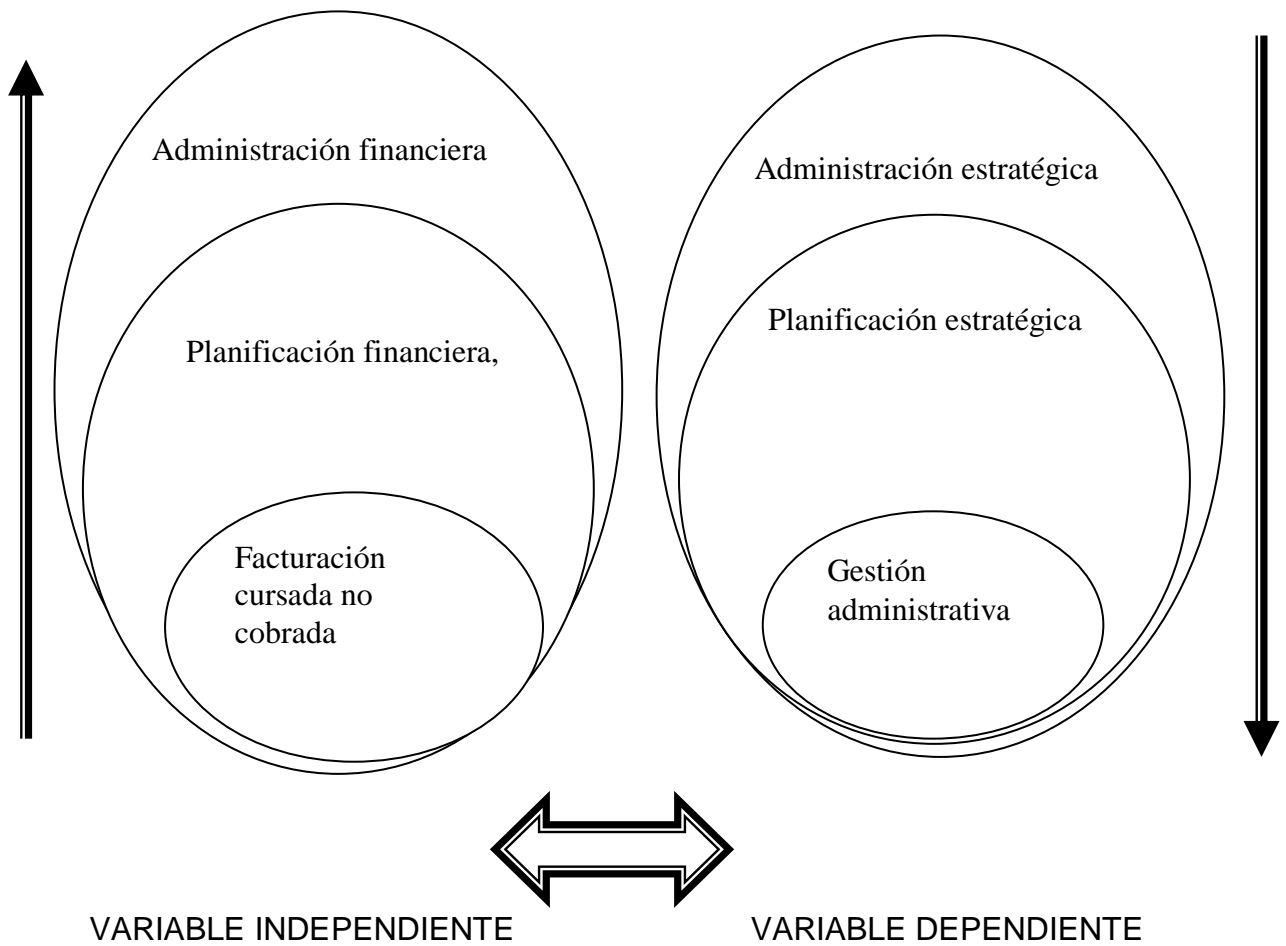 Administración financiera
Planificación financiera,
Facturación
cursada no
cobrada
Administración estratégica
Planificación estratégica
Gestión
administrativa
VARIABLE INDEPENDIENTE
VARIABLE DEPENDIENTE